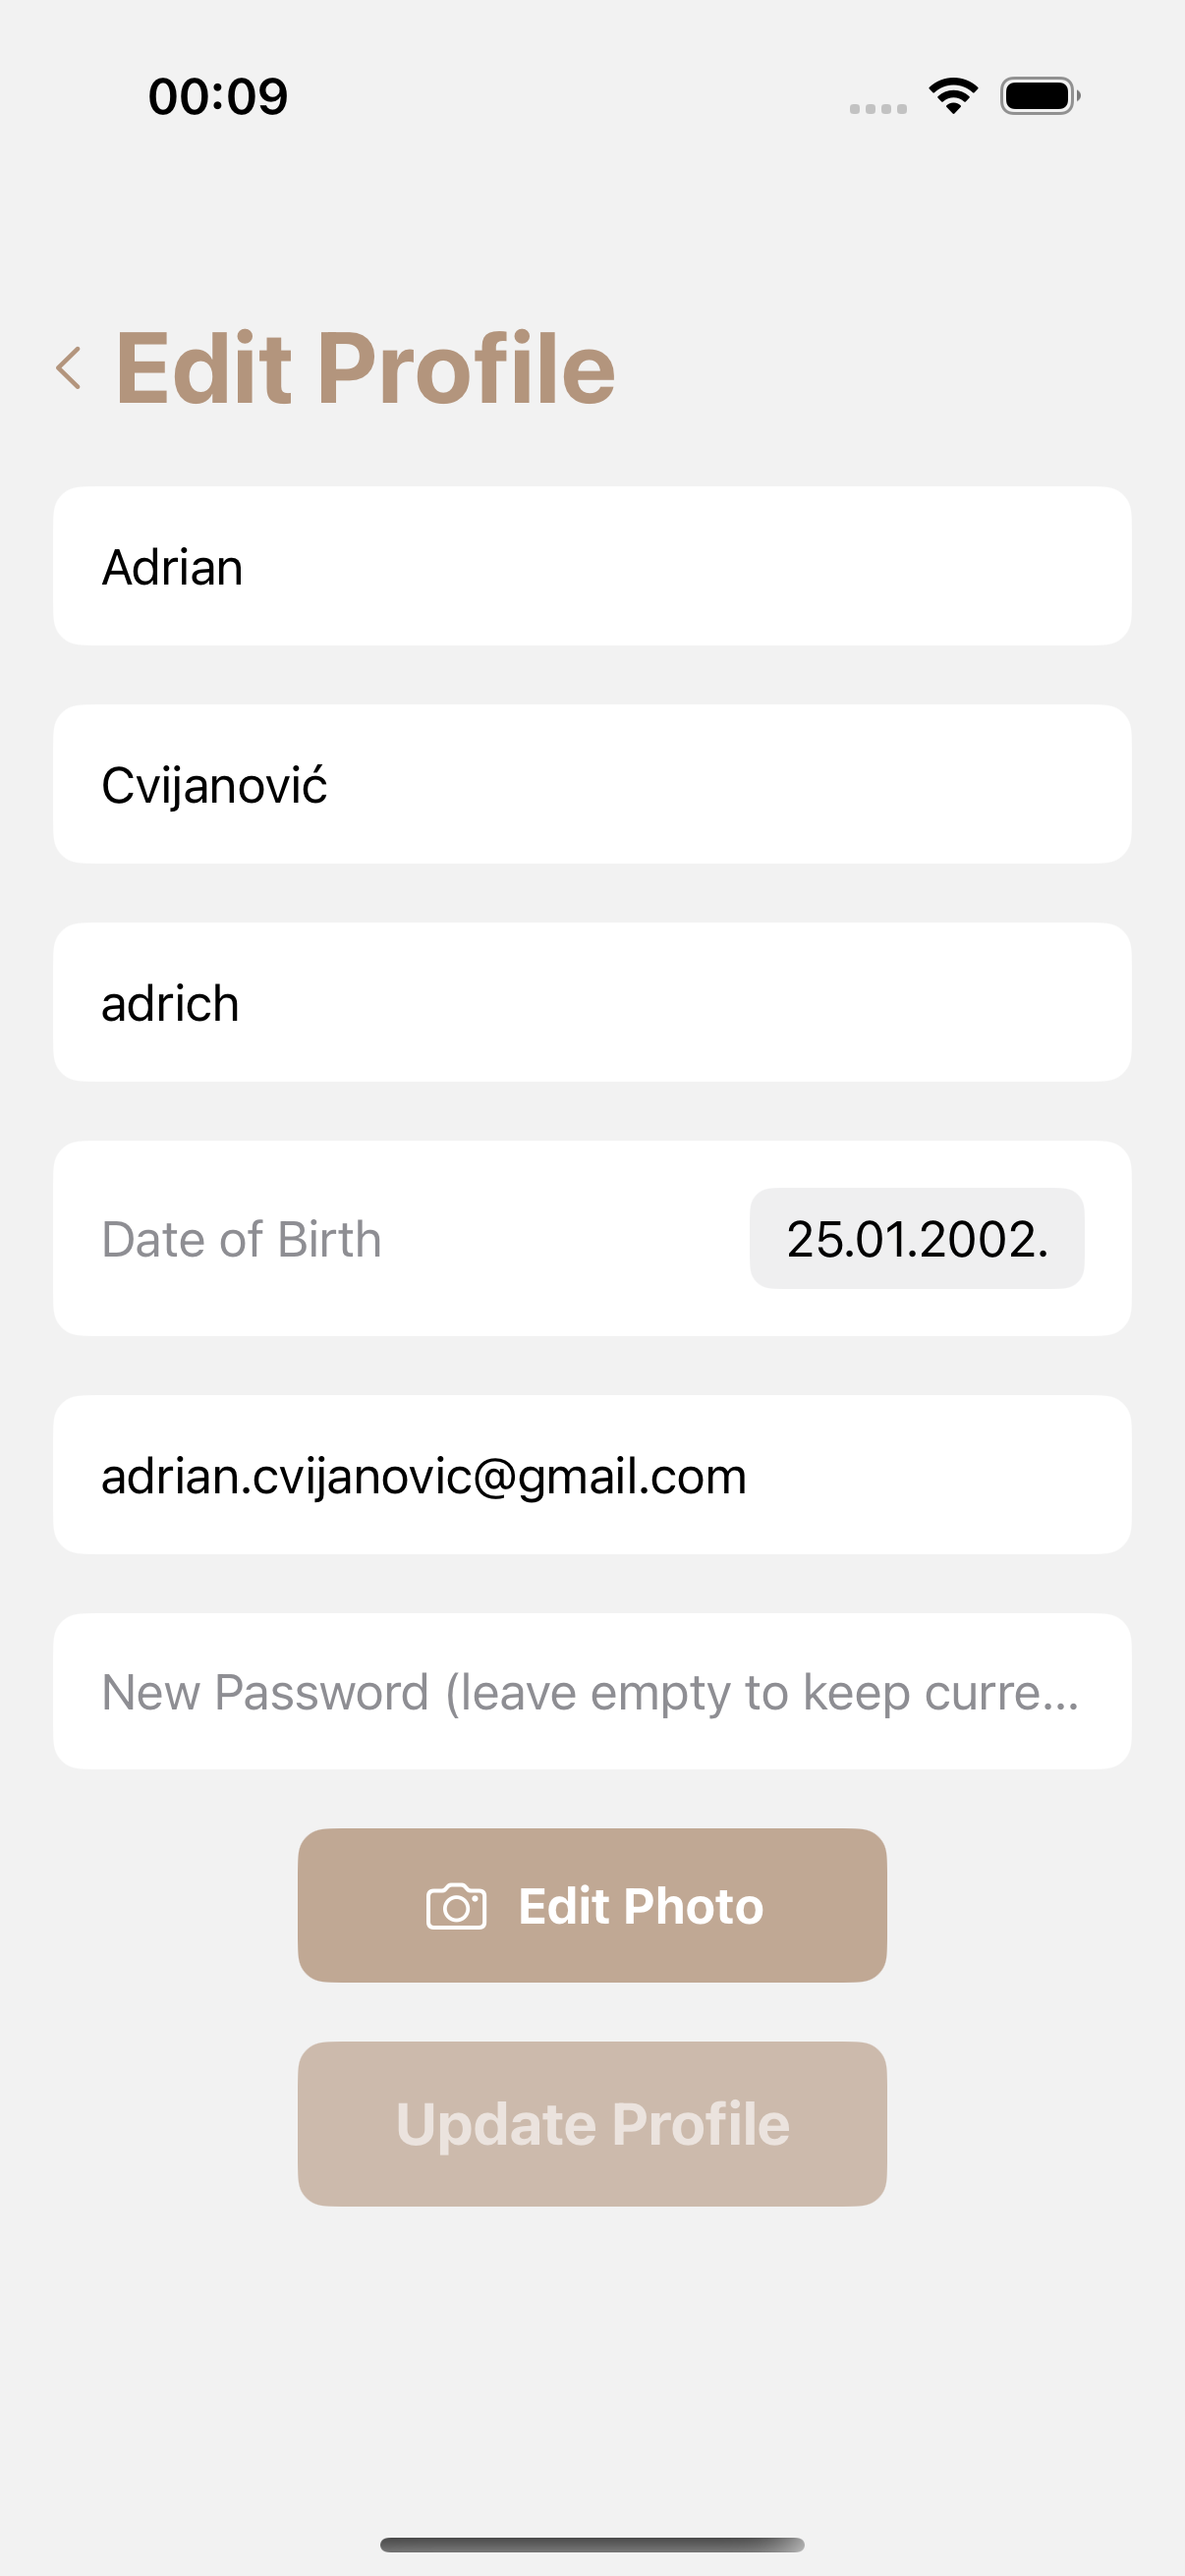 00:09
Edit Profile
Adrian
Cvijanović
adrich
Date of Birth 25.01.2002.
adrian.cvijanovic@gmail.com
New Password (leave empty to keep curre...
Edit Photo
Update Profile